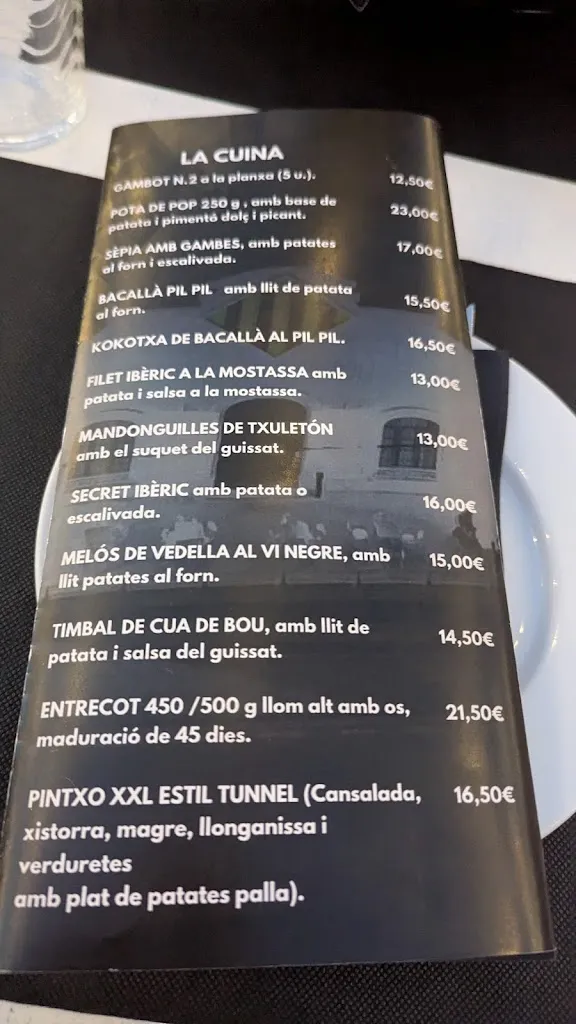 LA CUINA
GAMBOT N.2 a la planxa (5 u.). 12,50€
POTA DE POP 250 g , amb base de 23,00€
patata i pimentó dolç i picant.
SÈPIA AMB GAMBES, amb patates 17,00€
al forn i escalivada.
BACALLÀ PIL PIL amb llit de patata 15,50€
al forn.
KOKOTXA DE BACALLÀ AL PIL PIL. 16,50€
FILET IBÈRIC A LA MOSTASSA amb 13,00€
patata i salsa a la mostassa.
MANDONGUILLES DE TXULETÓN 13,00€
amb el suquet del guissat.
SECRET IBÈRIC amb patata o 16,00€
escalivada.
MELÓS DE VEDELLA AL VI NEGRE, amb 15,00€
llit patates al forn.
TIMBAL DE CUA DE BOU, amb llit de 14,50€
patata i salsa del guissat.
ENTRECOT 450 /500 g llom alt amb os, 21,50€
maduració de 45 dies.
PINTXO XXL ESTIL TUNNEL (Cansalada, 16,50€
xistorra, magre, llonganissa i
verduretes
amb plat de patates palla).